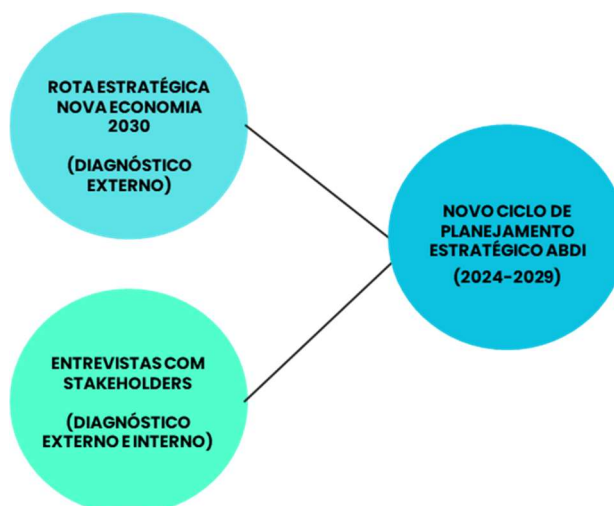 ROTA ESTRATÉGICA
NOVA ECONOMIA
2030
(DIAGNÓSTICO
EXTERNO)
NOVO CICLO DE
PLANEJAMENTO
ESTRATÉGICO ABDI
(2024-2029)
ENTREVISTAS COM
STAKEHOLDERS
(DIAGNÓSTICO
EXTERNO E INTERNO)